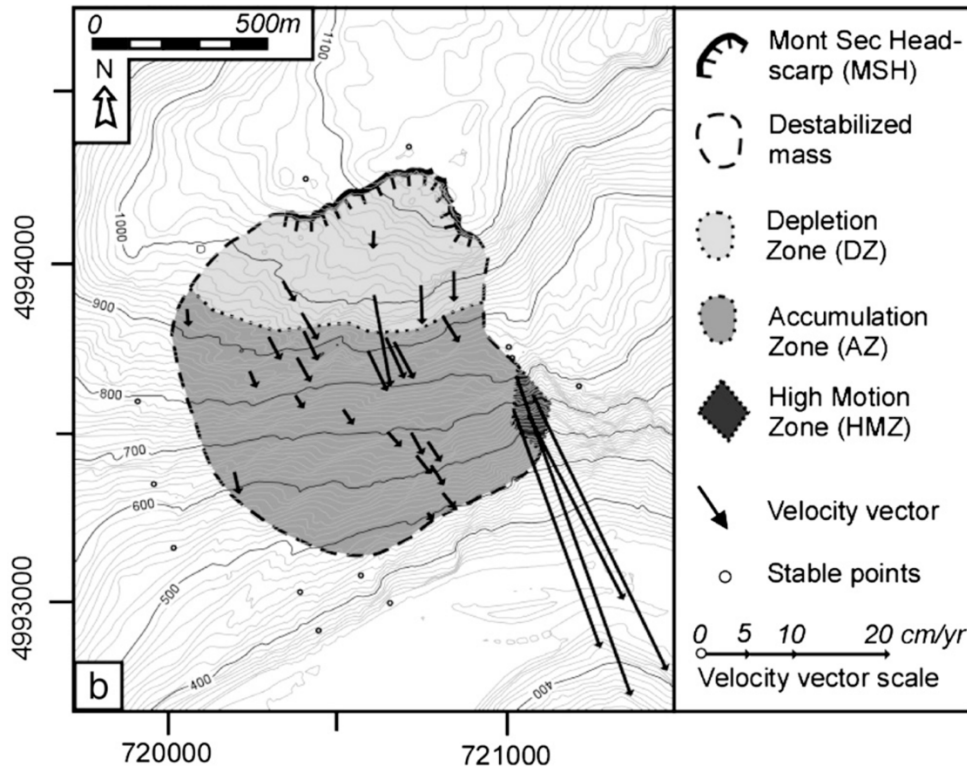 0 500m
N
1100
1000
900
800
700
600
500
400
400
4994000
4993000
720000 721000
b
Mont Sec Head-
scarp (MSH)
Destabilized
mass
Depletion
Zone (DZ)
Accumulation
Zone (AZ)
High Motion
Zone (HMZ)
Velocity vector
Stable points
0 5 10 20 cm/yr
Velocity vector scale